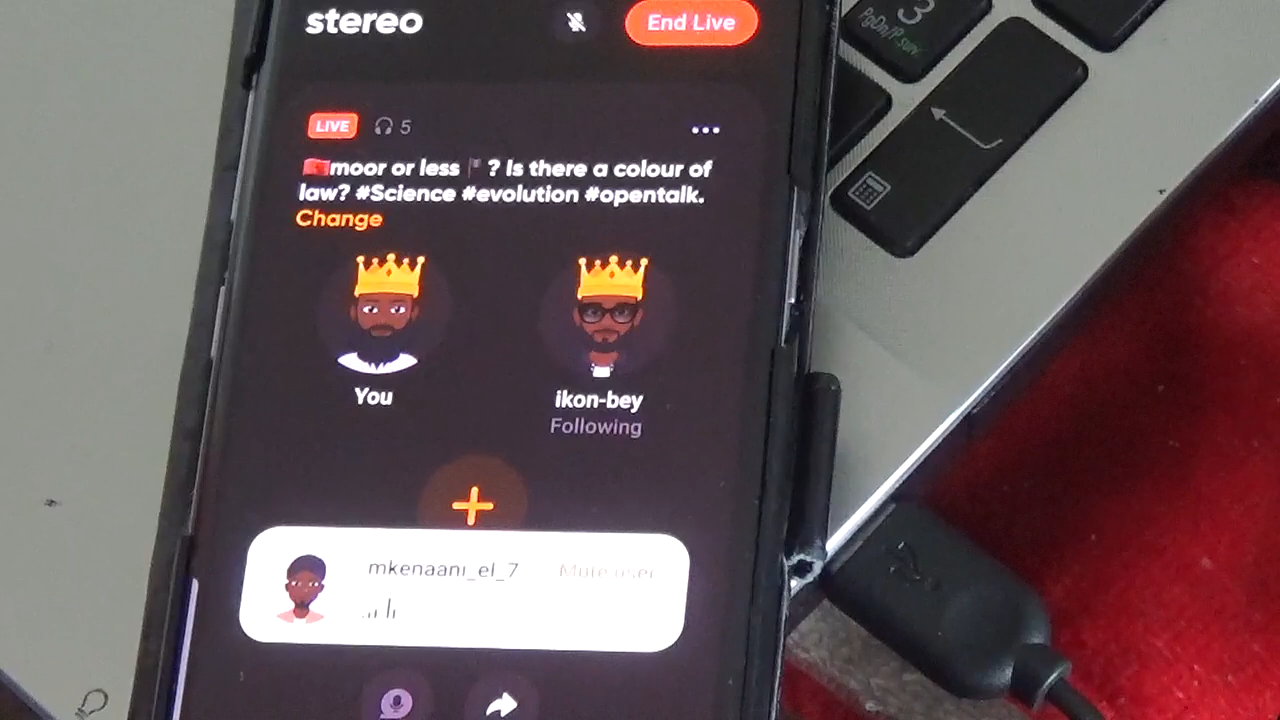 stereo
End Live
LIVE 5
moor or less ? Is there a colour of
law? #Science #evolution #opentalk.
Change
You
ikon-bey
Following
mkenaani_el_7 Mute user
3
PgDn/P.suiv